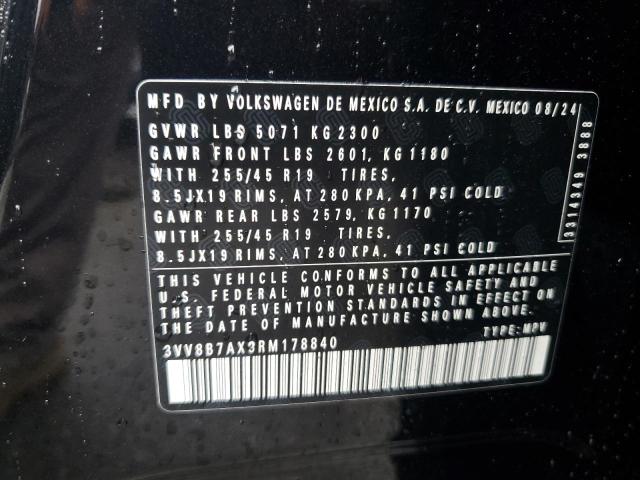 MFD BY VOLKSWAGEN DE MEXICO S.A. DE C.V. MEXICO 08/24
GVWR LBS 5071 KG 2300
GAWR FRONT LBS 2601, KG 1180
WITH 255/45 R19 TIRES,
8.5JX19 RIMS, AT 280 KPA, 41 PSI COLD
GAWR REAR LBS 2579, KG 1170
WITH 255/45 R19 TIRES,
8.5JX19 RIMS, AT 280 KPA, 41 PSI COLD
THIS VEHICLE CONFORMS TO ALL APPLICABLE
U.S. FEDERAL MOTOR VEHICLE SAFETY AND
THEFT PREVENTION STANDARDS IN EFFECT ON
THE DATE OF MANUFACTURE SHOWN ABOVE.
3VV8B7AX3RM178840 TYPE: MPV
3314349 3888